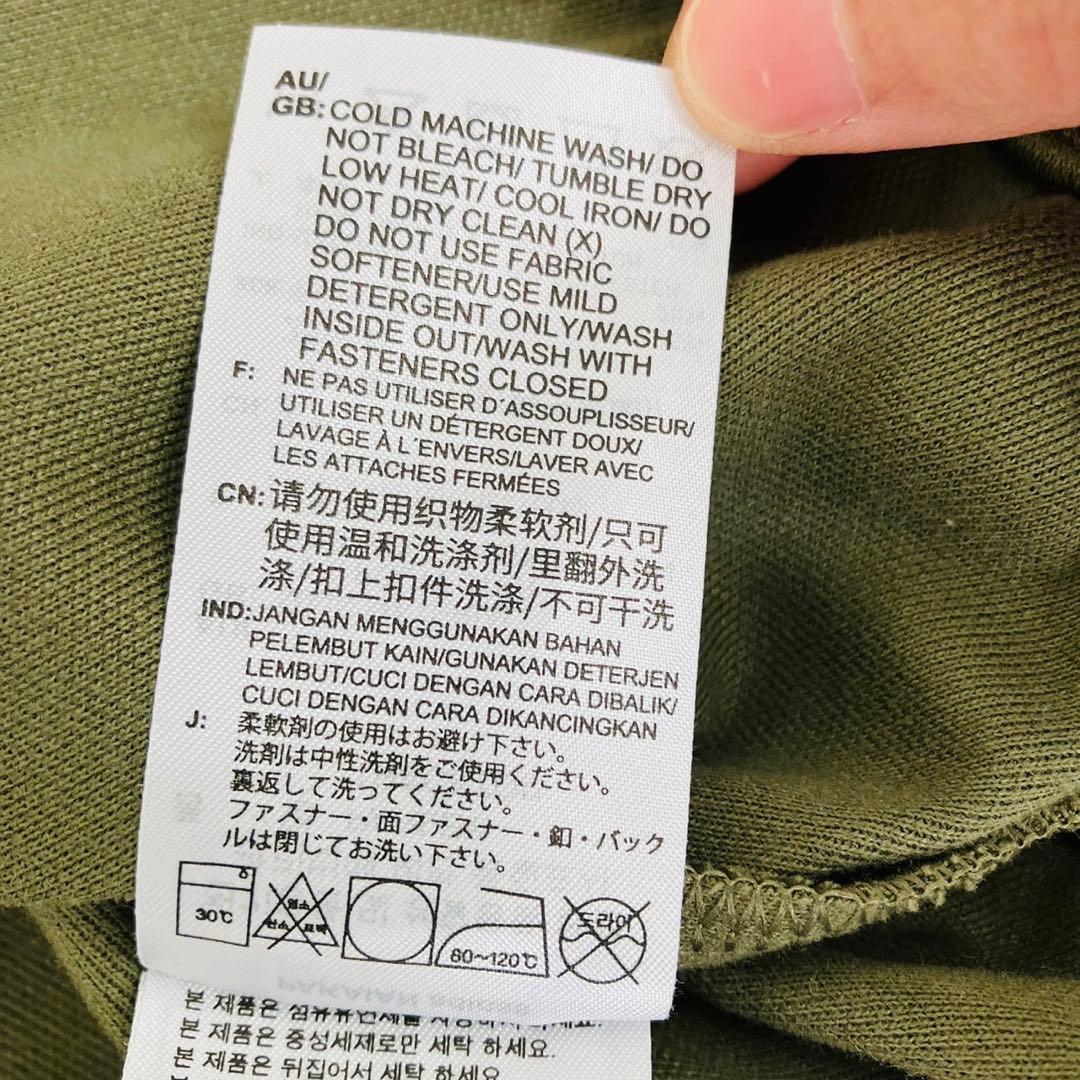 AU/
GB: COLD MACHINE WASH/ DO
NOT BLEACH/ TUMBLE DRY
LOW HEAT/ COOL IRON/ DO
NOT DRY CLEAN (X)
DO NOT USE FABRIC
SOFTENER/USE MILD
DETERGENT ONLY/WASH
INSIDE OUT/WASH WITH
FASTENERS CLOSED
F: NE PAS UTILISER D'ASSOUPLISSEUR/
UTILISER UN DÉTERGENT DOUX/
LAVAGE À L'ENVERS/LAVER AVEC
LES ATTACHES FERMÉES
CN: 请勿使用织物柔软剂/只可
使用温和洗涤剂/里翻外洗
涤/扣上扣件洗涤/不可干洗
IND: JANGAN MENGGUNAKAN BAHAN
PELEMBUT KAIN/GUNAKAN DETERJEN
LEMBUT/CUCI DENGAN CARA DIBALIK/
CUCI DENGAN CARA DIKANCINGKAN
J: 柔軟剤の使用はお避け下さい。
洗剤は中性洗剤をご使用ください。
裏返して洗ってください。
ファスナー・面ファスナー・釦・バック
ルは閉じてお洗い下さい。
30℃ 80~120℃ 드라이
본 제품은
본 제품은 중성세제로만 세탁 하세요.
본 제품은 뒤집어서 세탁 하세요